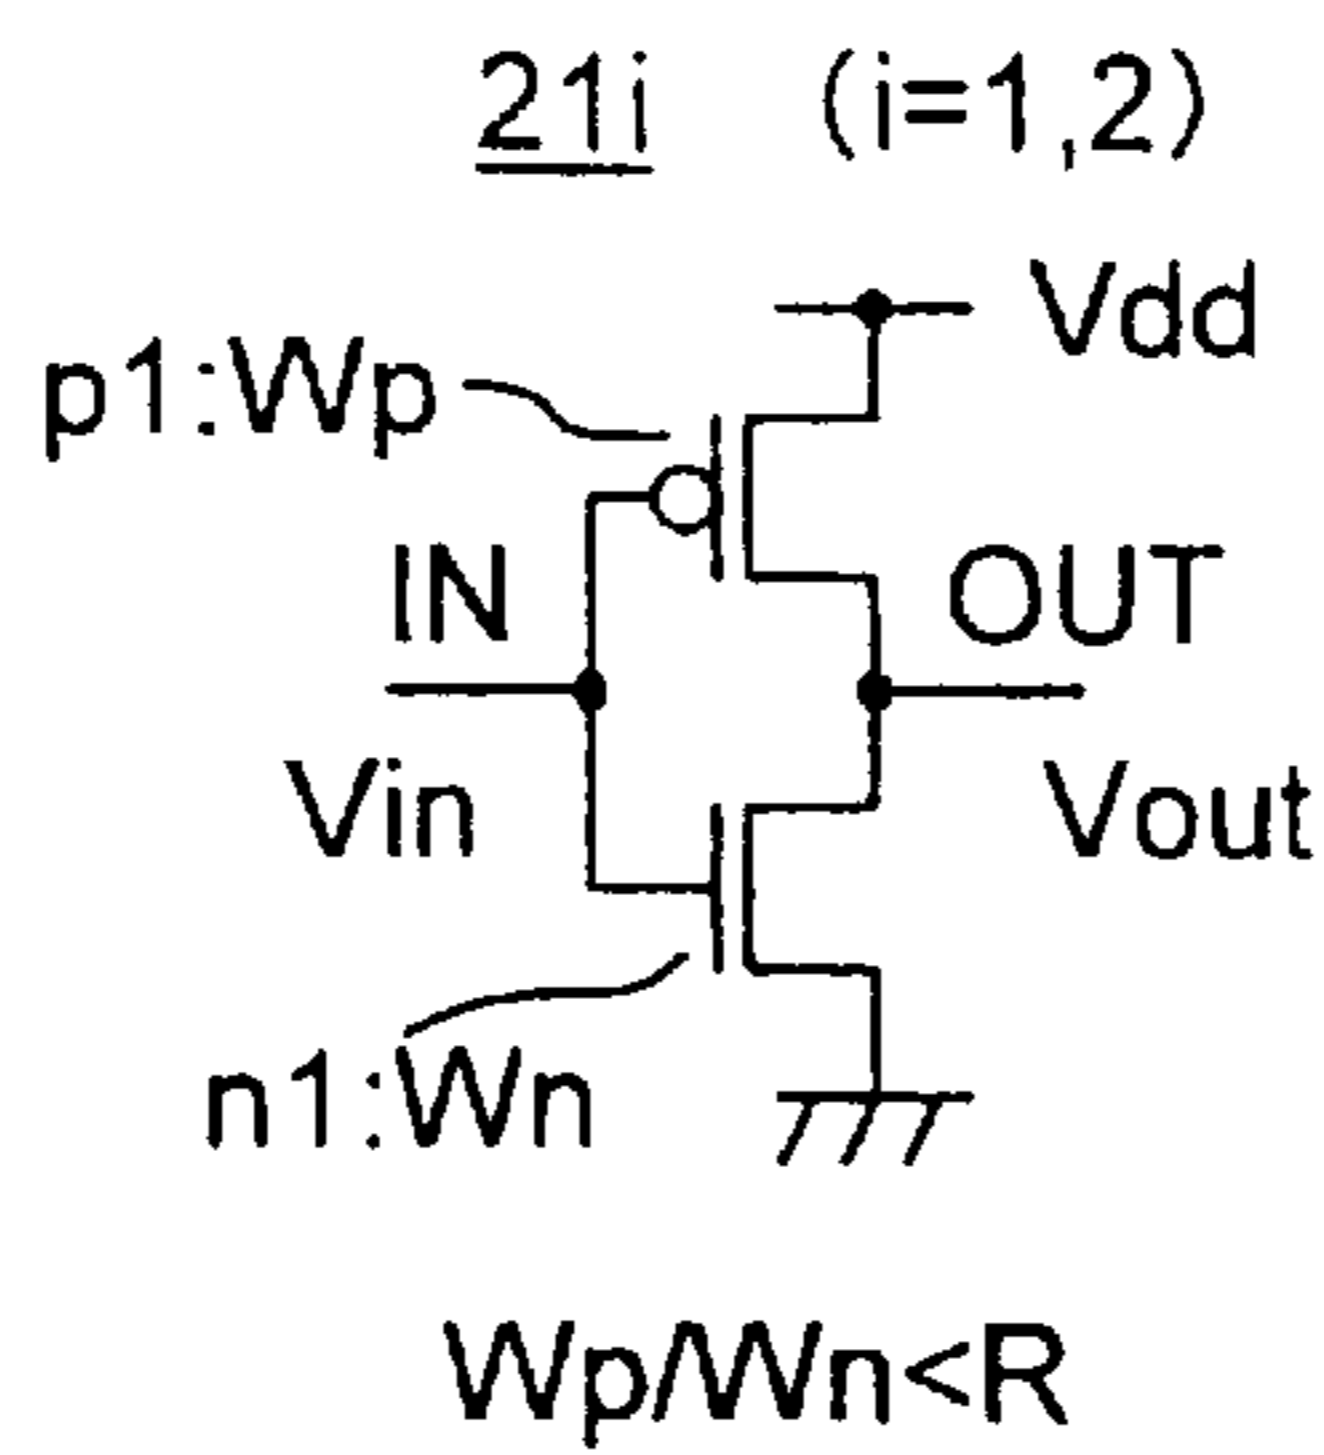 21i (i=1,2)
Vdd
p1:Wp
IN
OUT
Vin
Vout
n1:Wn
Wp/Wn<R